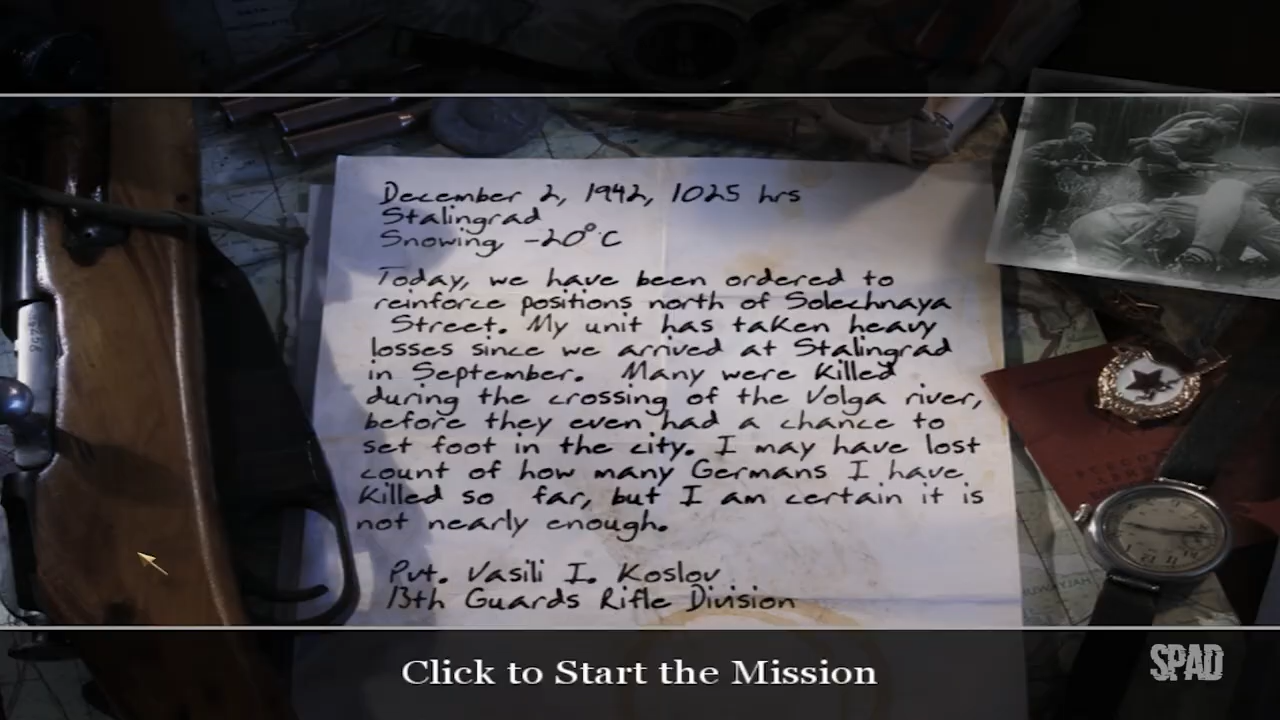 December 2, 1942, 1025 hrs
Stalingrad
Snowing, -20°C
Today, we have been ordered to
reinforce positions north of Solechnaya
Street. My unit has taken heavy
losses since we arrived at Stalingrad
in September. Many were killed
during the crossing of the Volga river,
before they even had a chance to
set foot in the city. I may have lost
count of how many Germans I have
killed so far, but I am certain it is
not nearly enough.
Pvt. Vasili I. Koslov
13th Guards Rifle Division
Click to Start the Mission
SPAD